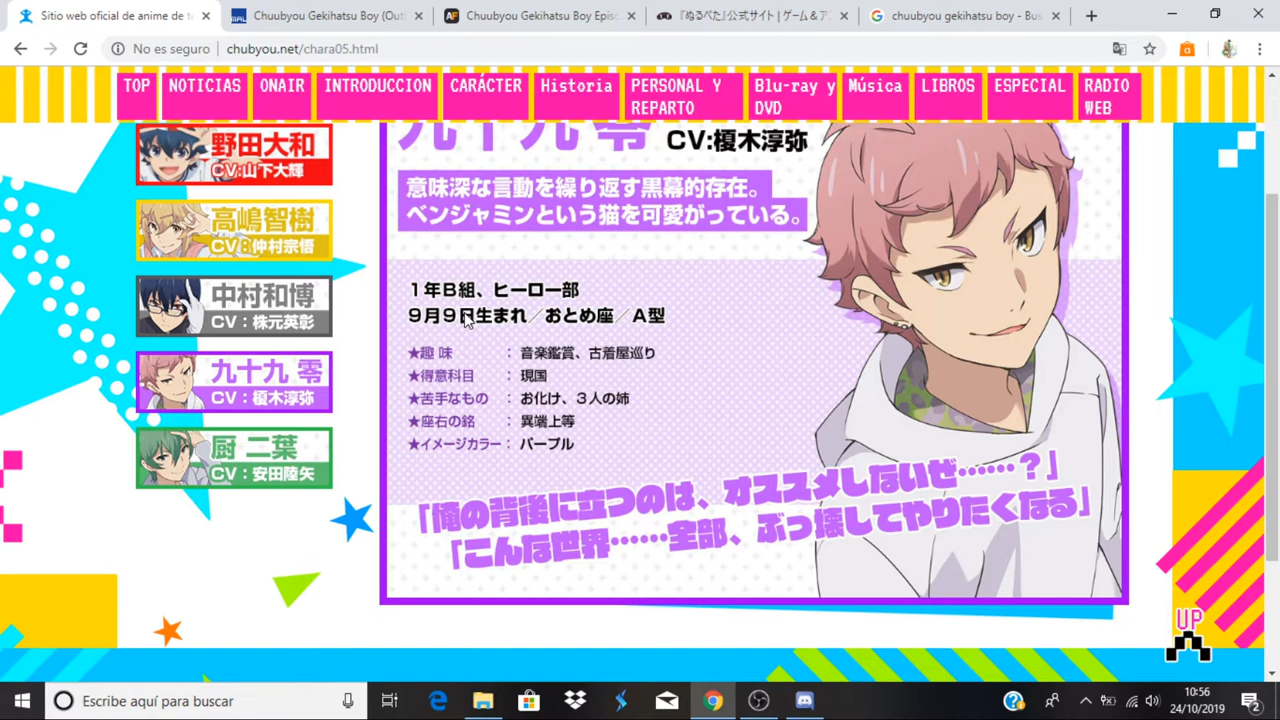 Sitio web oficial de anime de te
Chuubyou Gekihatsu Boy (Out
Chuubyou Gekihatsu Boy Episo
『ぬるぺた』公式サイト | ゲーム＆ア
chuubyou gekihatsu boy - Bus
No es seguro
chubyou.net/chara05.html
TOP
NOTICIAS
ONAIR
INTRODUCCION
CARÁCTER
Historia
PERSONAL Y
REPARTO
Blu-ray y
DVD
Música
LIBROS
ESPECIAL
RADIO
WEB
野田大和
CV:山下大輝
高嶋智樹
CV:仲村宗悟
中村和博
CV：株元英彰
九十九 零
CV：榎木淳弥
厨 二葉
CV：安田陸矢
九十九 零
CV:榎木淳弥
意味深な言動を繰り返す黒幕的存在。
ベンジャミンという猫を可愛がっている。
１年Ｂ組、ヒーロー部
９月９日生まれ／おとめ座／Ａ型
★趣 味 ：音楽鑑賞、古着屋巡り
★得意科目 ：現国
★苦手なもの ：お化け、３人の姉
★座右の銘 ：異端上等
★イメージカラー：パープル
「俺の背後に立つのは、オススメしないぜ……？」
「こんな世界……全部、ぶっ壊してやりたくなる」
UP
Escribe aquí para buscar
10:56
24/10/2019
2